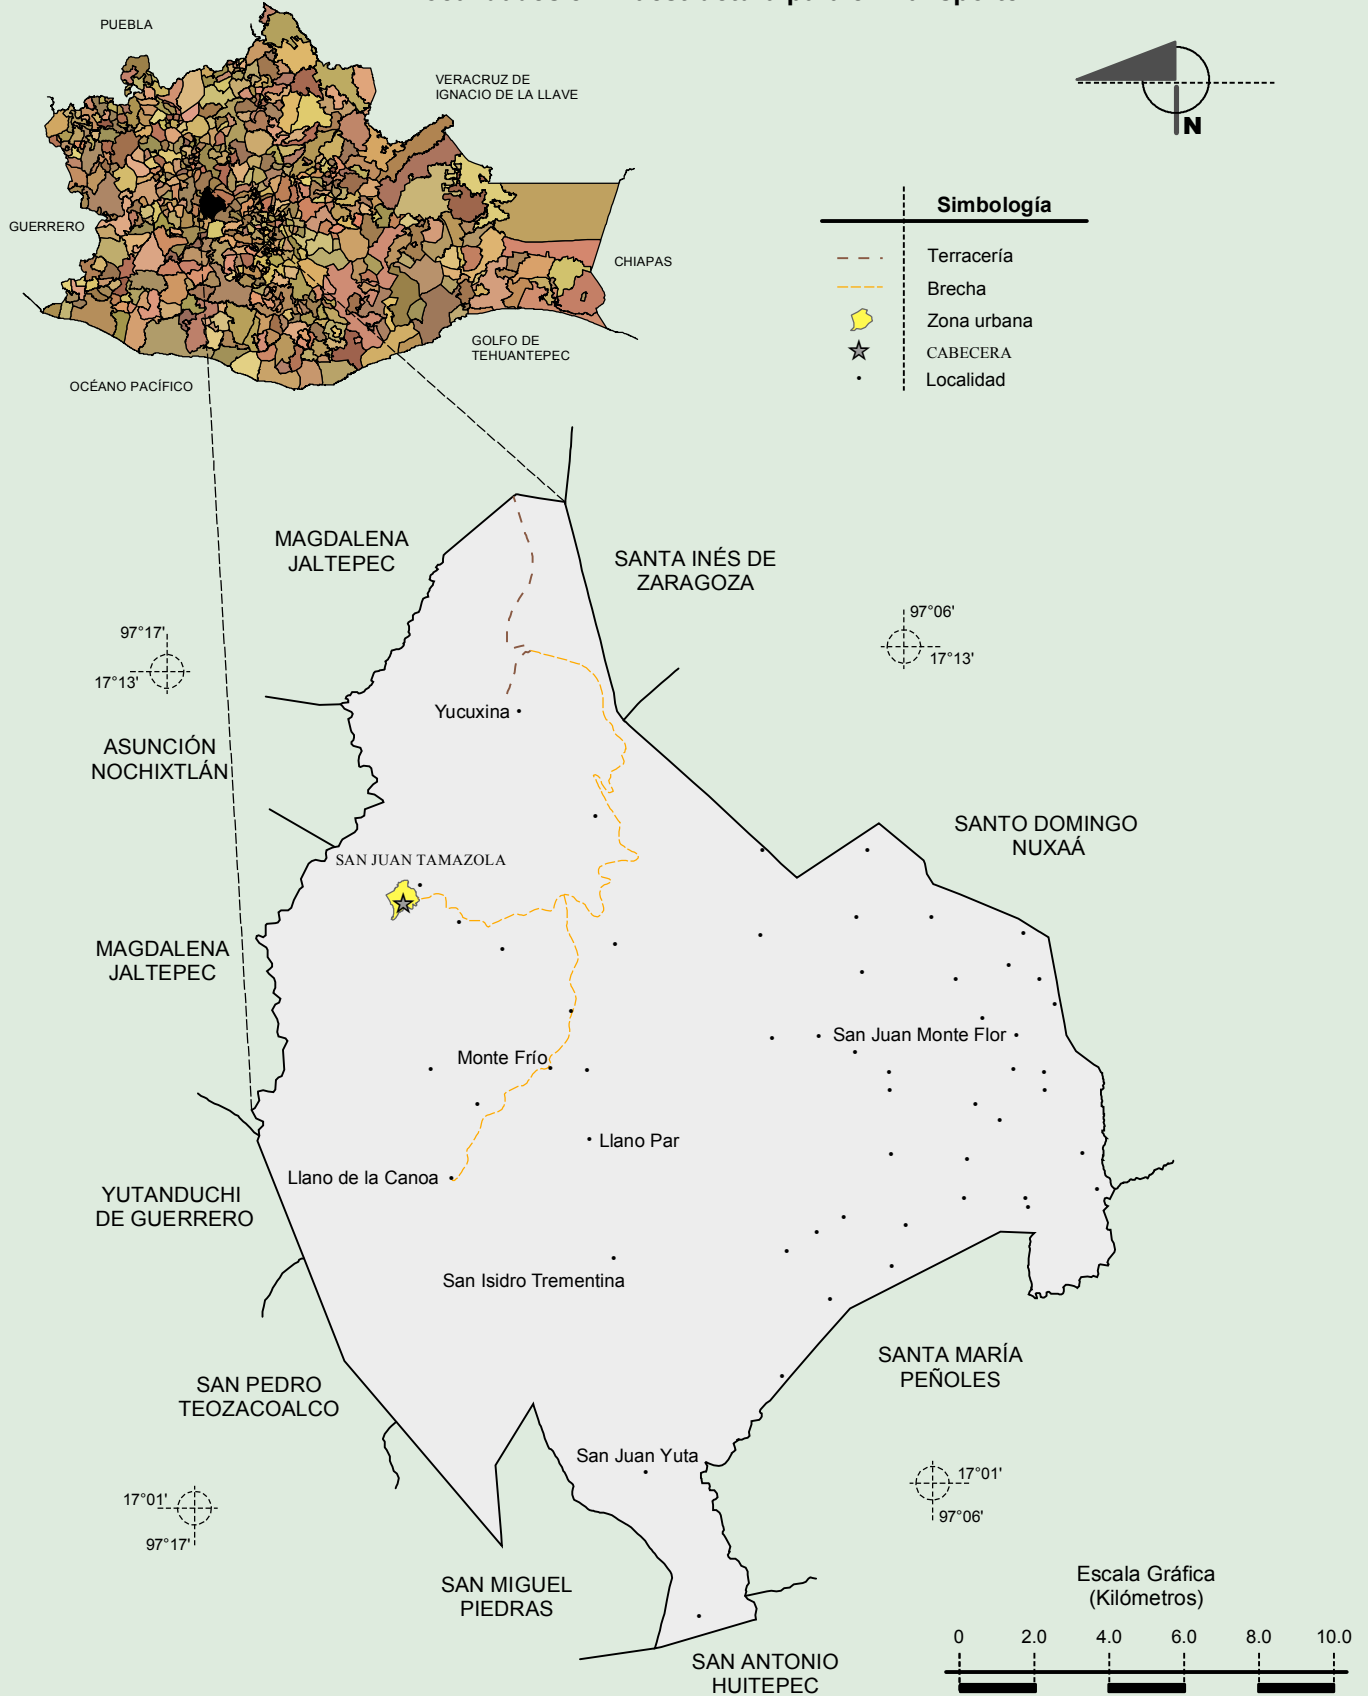 PUEBLA
VERACRUZ DE
IGNACIO DE LA LLAVE
N
GUERRERO
CHIAPAS
GOLFO DE
TEHUANTEPEC
OCÉANO PACÍFICO
Simbología
Terracería
Brecha
Zona urbana
CABECERA
Localidad
MAGDALENA
JALTEPEC
SANTA INÉS DE
ZARAGOZA
97°17'
17°13'
97°06'
17°13'
Yucuxina
ASUNCIÓN
NOCHIXTLÁN
SANTO DOMINGO
NUXAÁ
SAN JUAN TAMAZOLA
MAGDALENA
JALTEPEC
San Juan Monte Flor
Monte Frío
Llano Par
Llano de la Canoa
YUTANDUCHI
DE GUERRERO
San Isidro Trementina
SANTA MARÍA
PEÑOLES
SAN PEDRO
TEOZACOALCO
San Juan Yuta
17°01'
97°17'
17°01'
97°06'
SAN MIGUEL
PIEDRAS
SAN ANTONIO
HUITEPEC
Escala Gráfica
(Kilómetros)
0 2.0 4.0 6.0 8.0 10.0